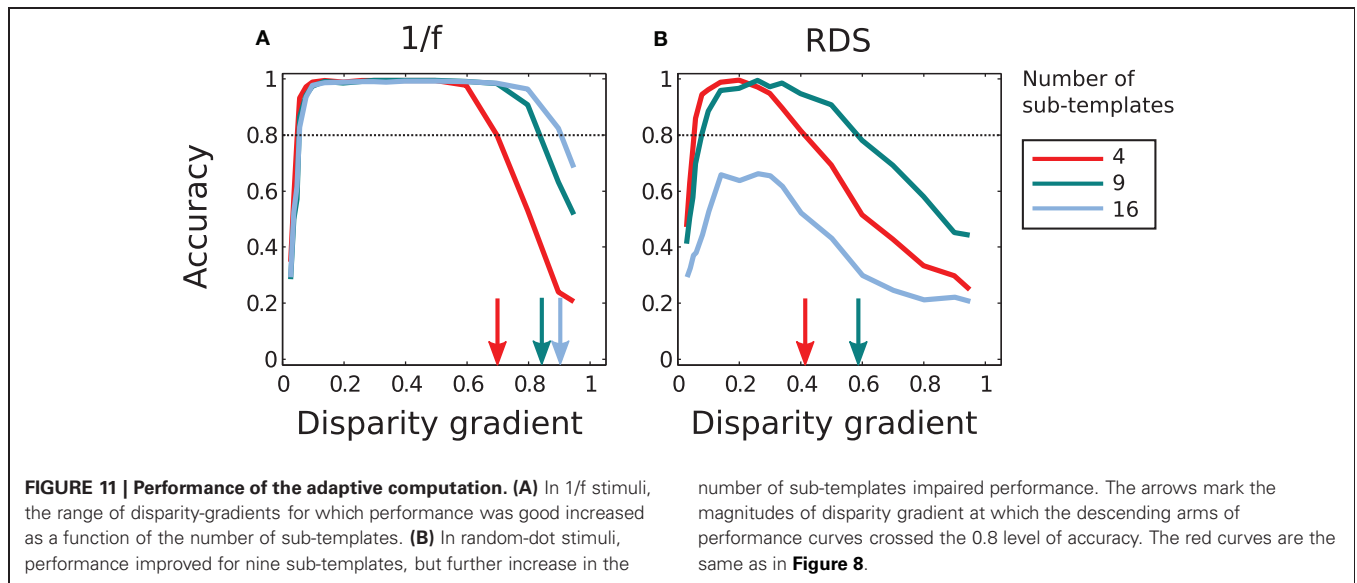 A
1/f
B
RDS
Number of
sub-templates
4
9
16
Accuracy
1
0.8
0.6
0.4
0.2
0
0
0.2
0.4
0.6
0.8
1
Disparity gradient
1
0.8
0.6
0.4
0.2
0
0
0.2
0.4
0.6
0.8
1
Disparity gradient
FIGURE 11 | Performance of the adaptive computation. (A) In 1/f stimuli,
the range of disparity-gradients for which performance was good increased
as a function of the number of sub-templates. (B) In random-dot stimuli,
performance improved for nine sub-templates, but further increase in the
number of sub-templates impaired performance. The arrows mark the
magnitudes of disparity gradient at which the descending arms of
performance curves crossed the 0.8 level of accuracy. The red curves are the
same as in Figure 8.